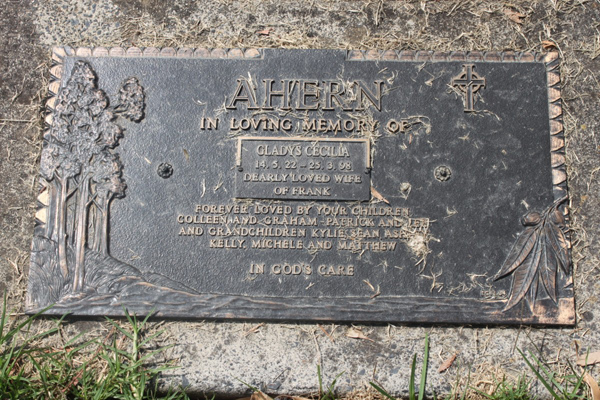 AHERN
IN LOVING MEMORY OF
GLADYS CECILIA
14. 5. 22 - 25. 3. 98
DEARLY LOVED WIFE
OF FRANK
FOREVER LOVED BY YOUR CHILDREN
COLLEEN AND GRAHAM - PATRICK AND
AND GRANDCHILDREN KYLIE, SEAN
KELLY, MICHELE AND MATTHEW
IN GOD'S CARE